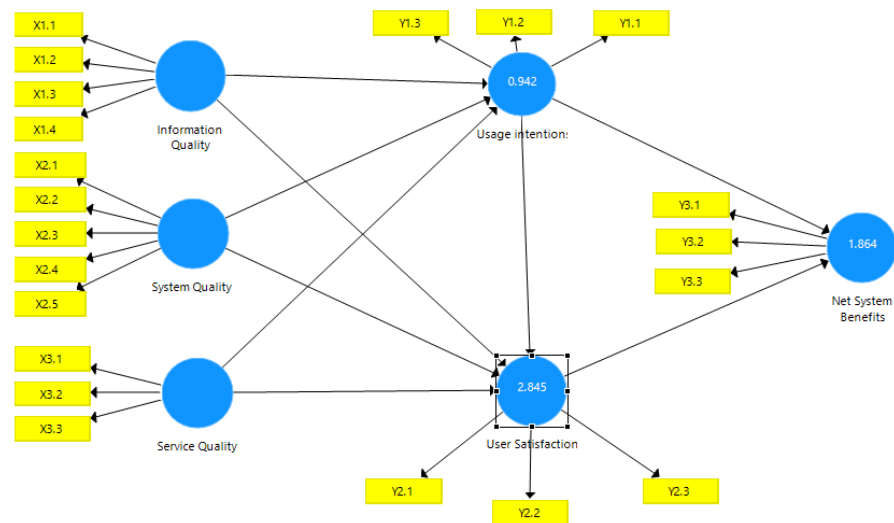 X1.1
X1.2
X1.3
X1.4
Information
Quality
X2.1
X2.2
X2.3
X2.4
X2.5
System Quality
X3.1
X3.2
X3.3
Service Quality
Y1.3
Y1.2
Y1.1
0.942
Usage intention:
Y3.1
Y3.2
Y3.3
1.864
Net System
Benefits
2.845
User Satisfaction
Y2.1
Y2.2
Y2.3